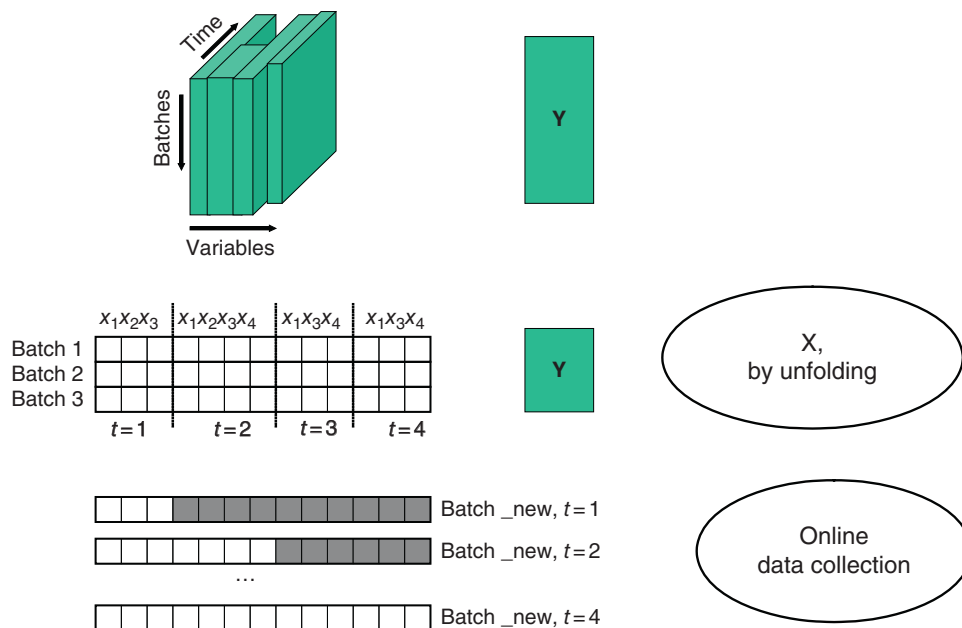 Time
Batches
Y
Variables
x₁x₂x₃ x₁x₂x₃x₄ x₁x₃x₄ x₁x₃x₄
Batch 1
Batch 2
Batch 3
Y
X,
by unfolding
t=1 t=2 t=3 t=4
Batch _new, t=1
Batch _new, t=2
...
Batch _new, t=4
Online
data collection